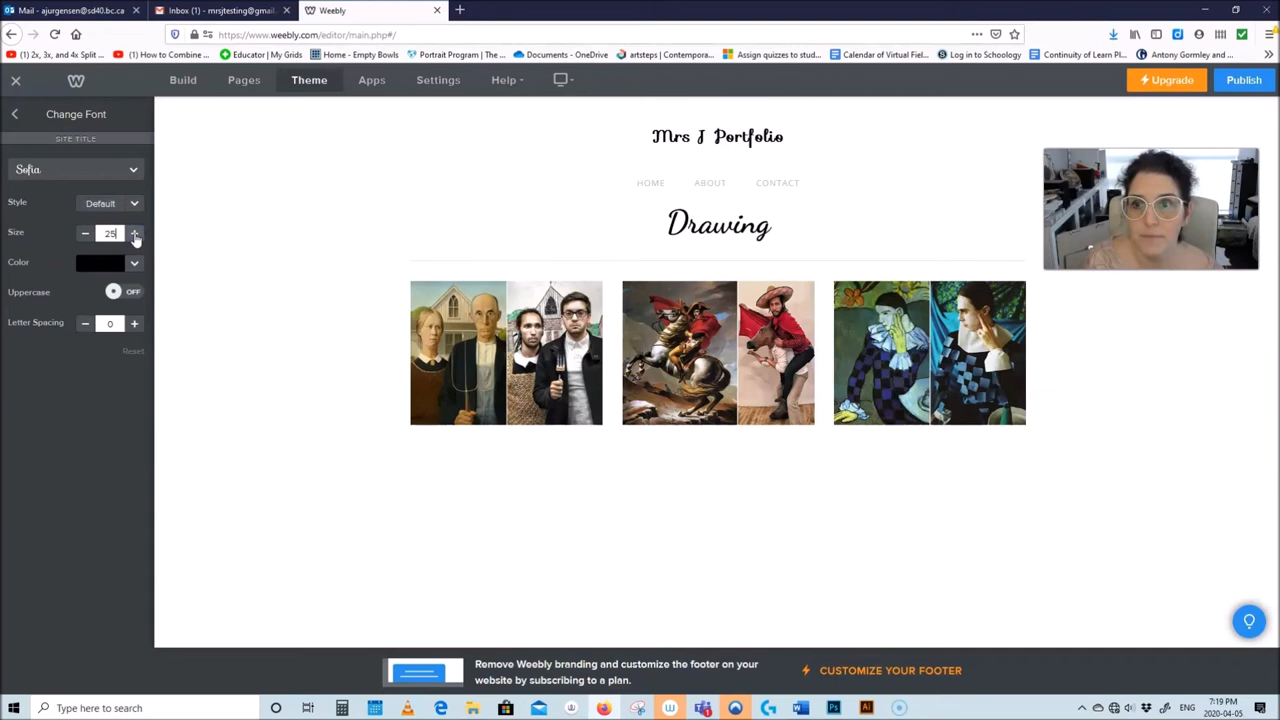 Mail - ajurgensen@sd40.bc.ca
Inbox (1) - mrsjtesting@gmail.
Weebly
https://www.weebly.com/editor/main.php#/
(1) 2x, 3x, and 4x Split ...
(1) How to Combine ...
Educator | My Grids
Home - Empty Bowls
Portrait Program | The ...
Documents - OneDrive
artsteps | Contempora...
Assign quizzes to stud...
Calendar of Virtual Fiel...
Log in to Schoology
Continuity of Learn Pl...
Antony Gormley and ...
Build
Pages
Theme
Apps
Settings
Help
Upgrade
Publish
Change Font
SITE TITLE
Sofia
Style
Default
Size
25
Color
Uppercase
OFF
Letter Spacing
0
Reset
Mrs J Portfolio
HOME ABOUT CONTACT
Drawing
Remove Weebly branding and customize the footer on your
website by subscribing to a plan.
CUSTOMIZE YOUR FOOTER
Type here to search
ENG
7:19 PM
2020-04-05